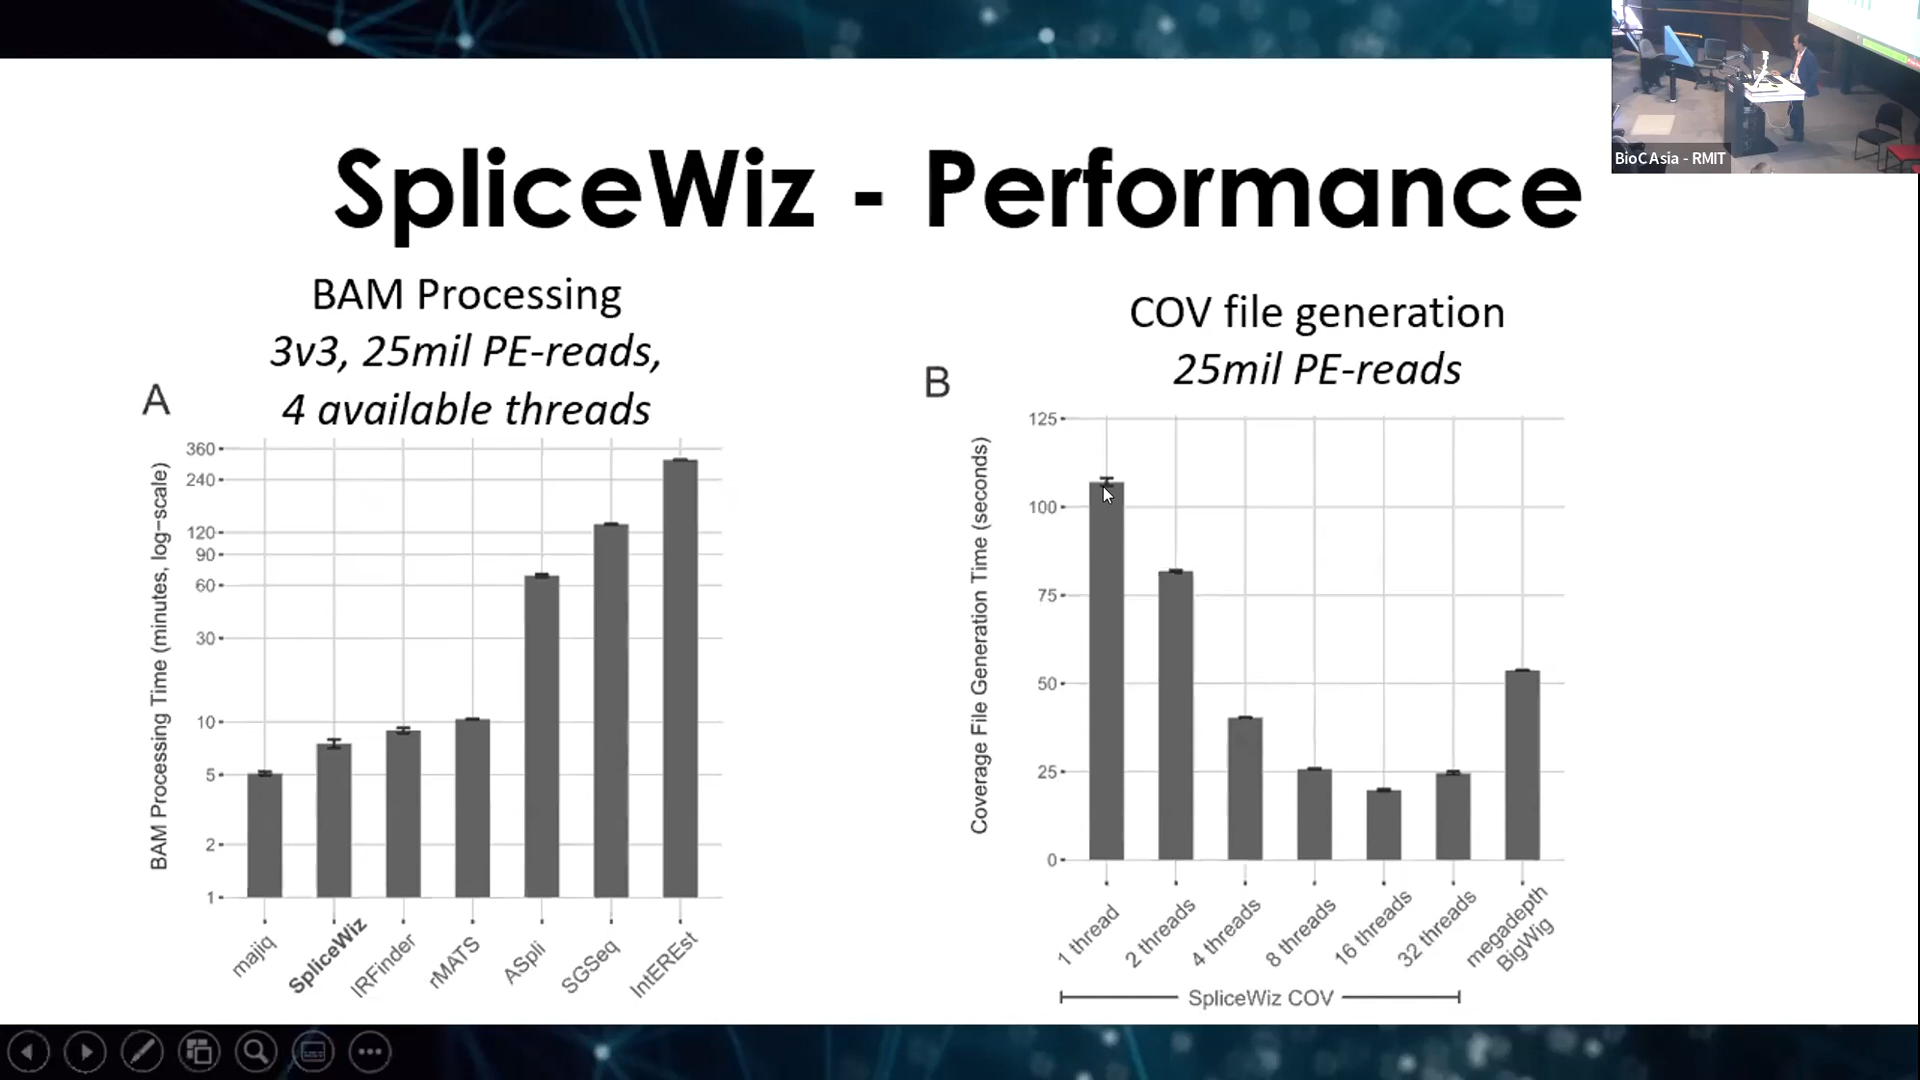 BioC Asia - RMIT
SpliceWiz - Performance
BAM Processing
3v3, 25mil PE-reads,
4 available threads
A
BAM Processing Time (minutes, log−scale)
360
240
120
90
60
30
10
5
2
1
majiq
SpliceWiz
IRFinder
rMATS
ASpli
SGSeq
IntEREst
COV file generation
25mil PE-reads
B
Coverage File Generation Time (seconds)
125
100
75
50
25
0
1 thread
2 threads
4 threads
8 threads
16 threads
32 threads
megadepth
BigWig
SpliceWiz COV